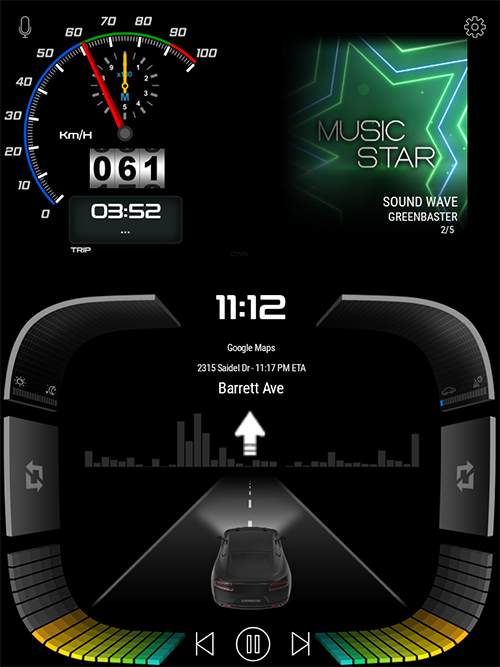 60
70
80
90
100
50
40
30
20
10
0
x100
M
Km/H
061
03:52
...
TRIP
MUSIC
STAR
SOUND WAVE
GREENBASTER
2/5
11:12
Google Maps
2315 Saidel Dr - 11:17 PM ETA
Barrett Ave